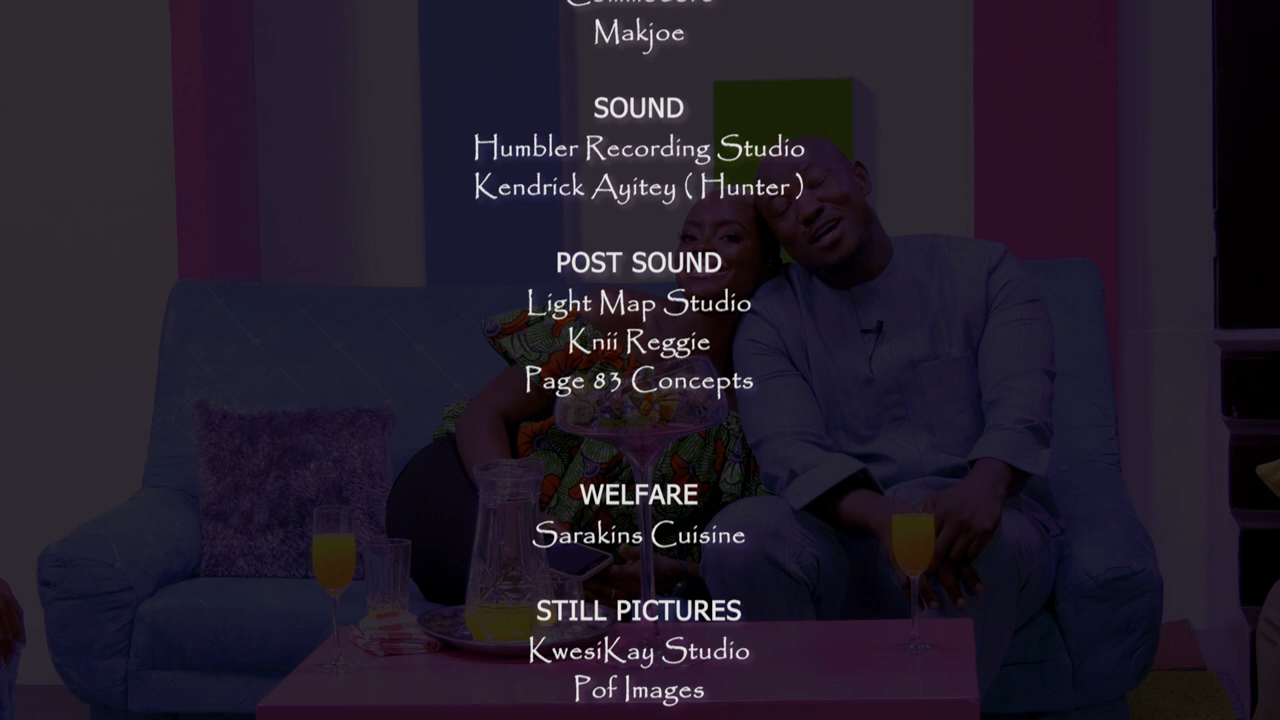 Makjoe
SOUND
Humbler Recording Studio
Kendrick Ayitey ( Hunter )
POST SOUND
Light Map Studio
Knii Reggie
Page 83 Concepts
WELFARE
Sarakins Cuisine
STILL PICTURES
KwesiKay Studio
Pof Images